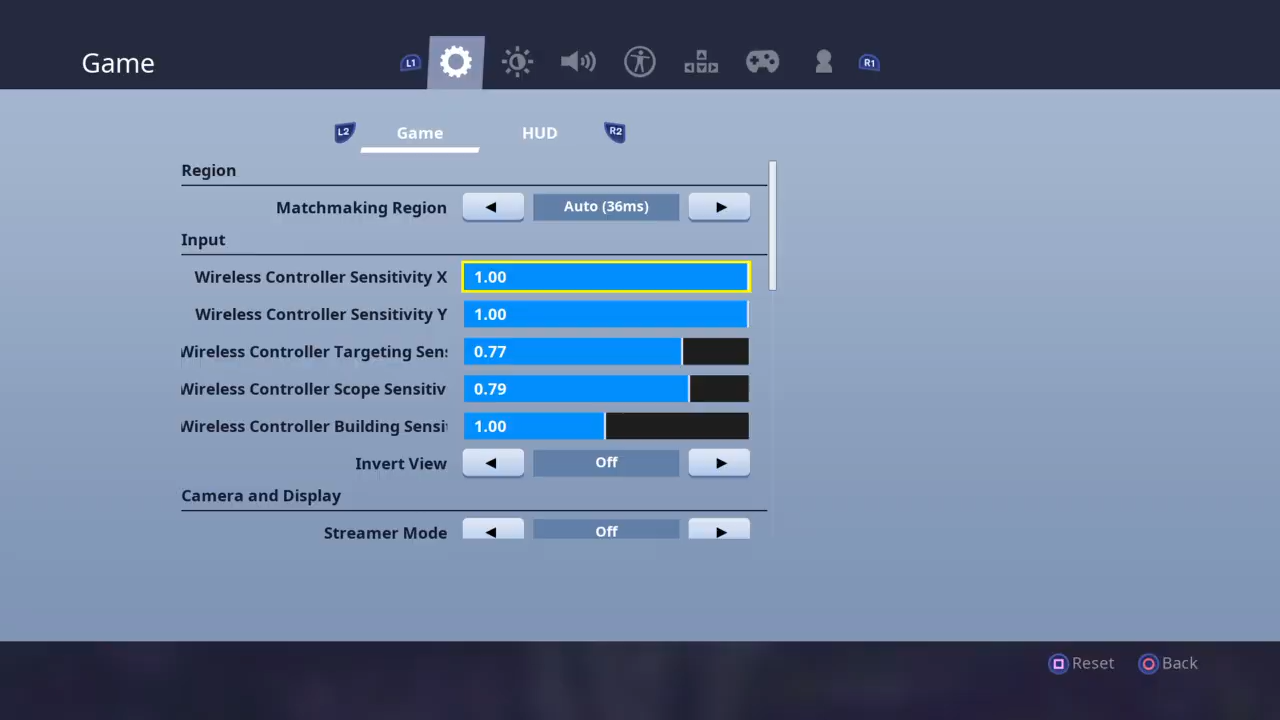 Game
L1
R1
L2 Game HUD R2
Region
Matchmaking Region Auto (36ms)
Input
Wireless Controller Sensitivity X 1.00
Wireless Controller Sensitivity Y 1.00
Wireless Controller Targeting Sens 0.77
Wireless Controller Scope Sensitiv 0.79
Wireless Controller Building Sensi 1.00
Invert View Off
Camera and Display
Streamer Mode Off
Reset Back